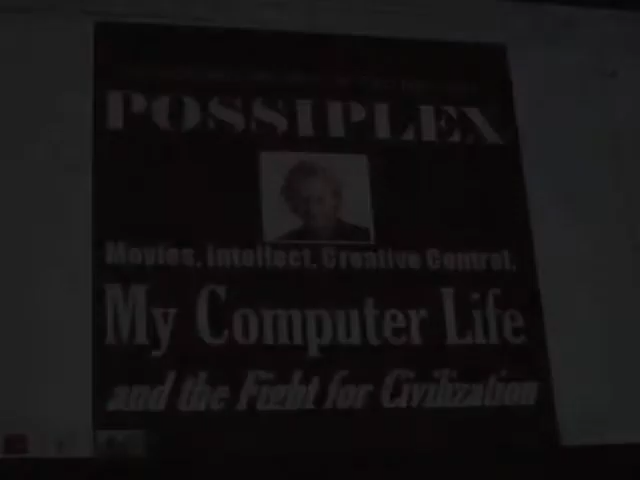 POSSIPLEX
Movies, Intellect, Creative Control,
My Computer Life
and the Fight for Civilization